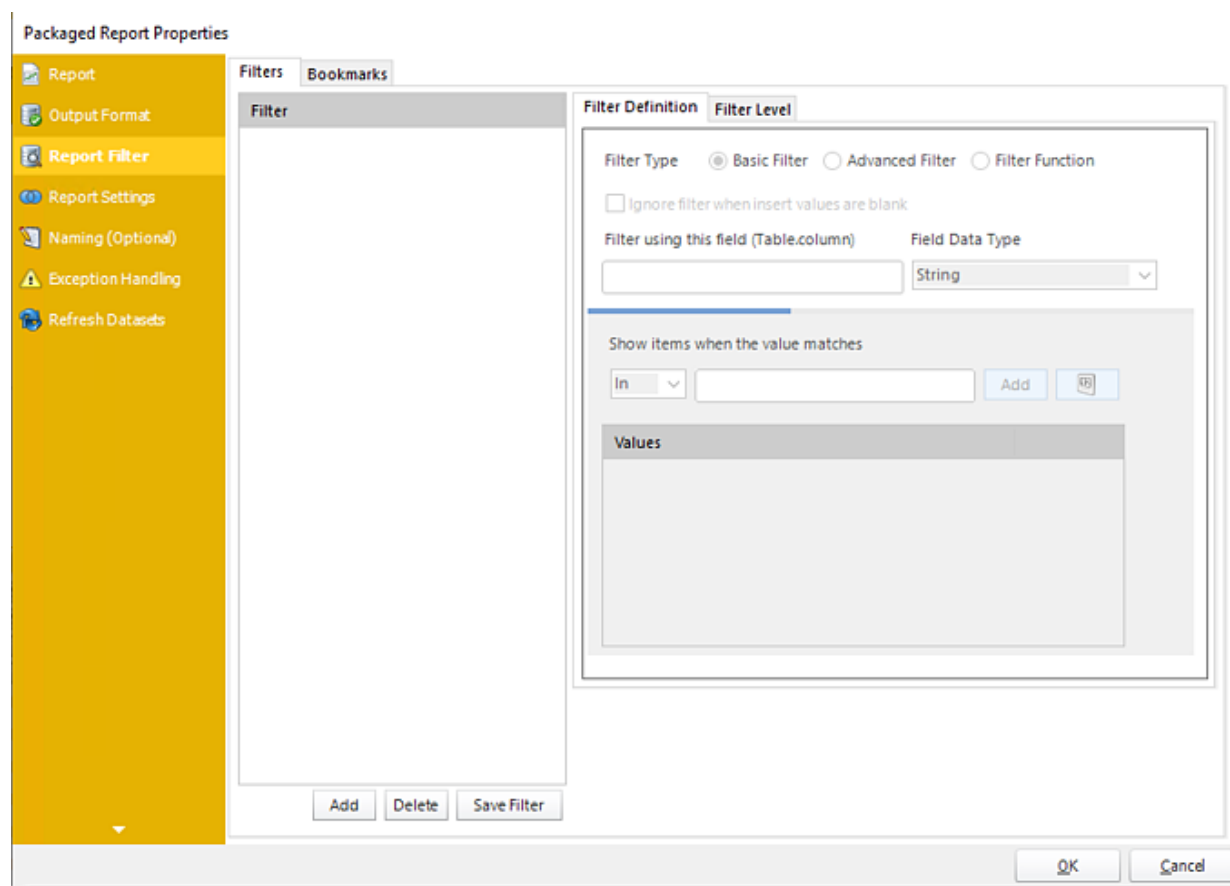 Packaged Report Properties
Report
Output Format
Report Filter
Report Settings
Naming (Optional)
Exception Handling
Refresh Datasets
Filters Bookmarks
Filter
Add Delete Save Filter
Filter Definition Filter Level
Filter Type Basic Filter Advanced Filter Filter Function
Ignore filter when insert values are blank
Filter using this field (Table.column) Field Data Type
String
Show items when the value matches
In Add
Values
OK Cancel